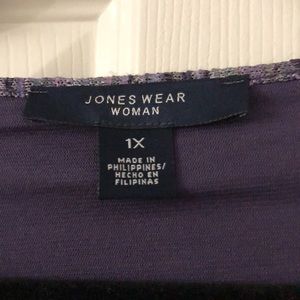 JONES WEAR
WOMAN
1X
MADE IN
PHILIPPINES/
HECHO EN
FILIPINAS